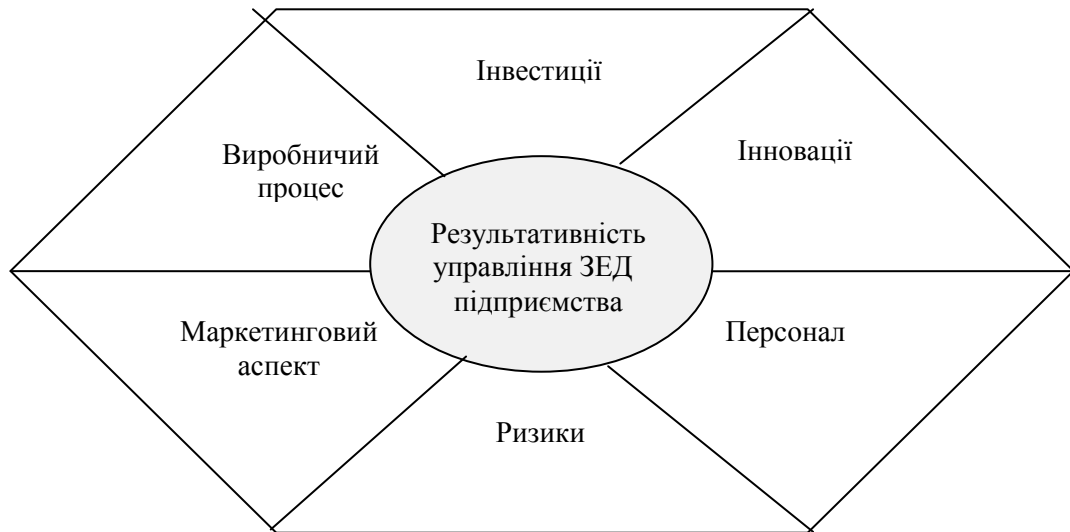 Інвестиції
Виробничий
процес
Інновації
Результативність
управління ЗЕД
підприємства
Маркетинговий
аспект
Персонал
Ризики